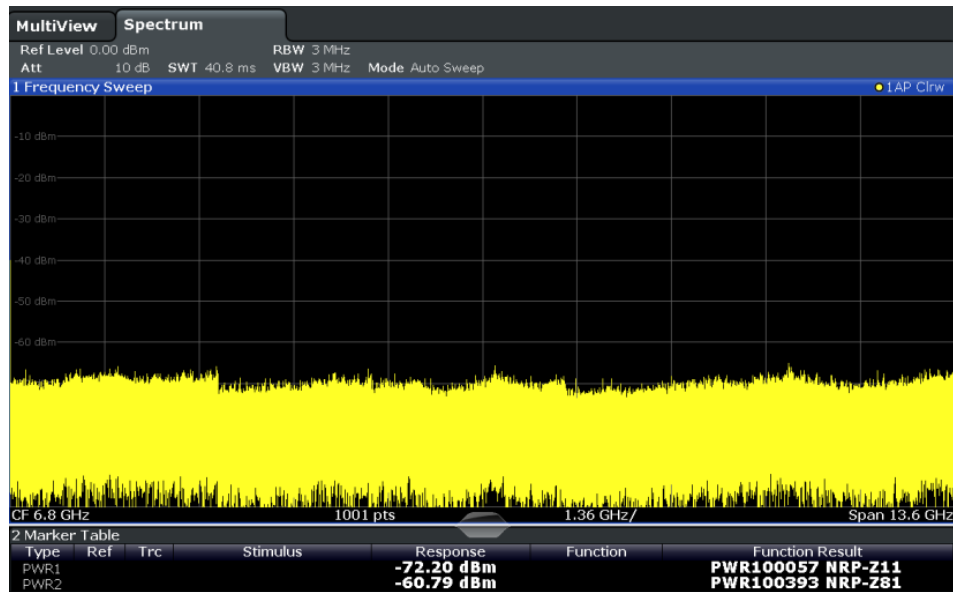 MultiView Spectrum
Ref Level 0.00 dBm RBW 3 MHz
Att 10 dB SWT 40.8 ms VBW 3 MHz Mode Auto Sweep
1 Frequency Sweep 1AP Clrw
-10 dBm
-20 dBm
-30 dBm
-40 dBm
-50 dBm
-60 dBm
CF 6.8 GHz 1001 pts 1.36 GHz/ Span 13.6 GHz
2 Marker Table
Type Ref Trc Stimulus Response Function Function Result
PWR1 -72.20 dBm PWR100057 NRP-Z11
PWR2 -60.79 dBm PWR100393 NRP-Z81